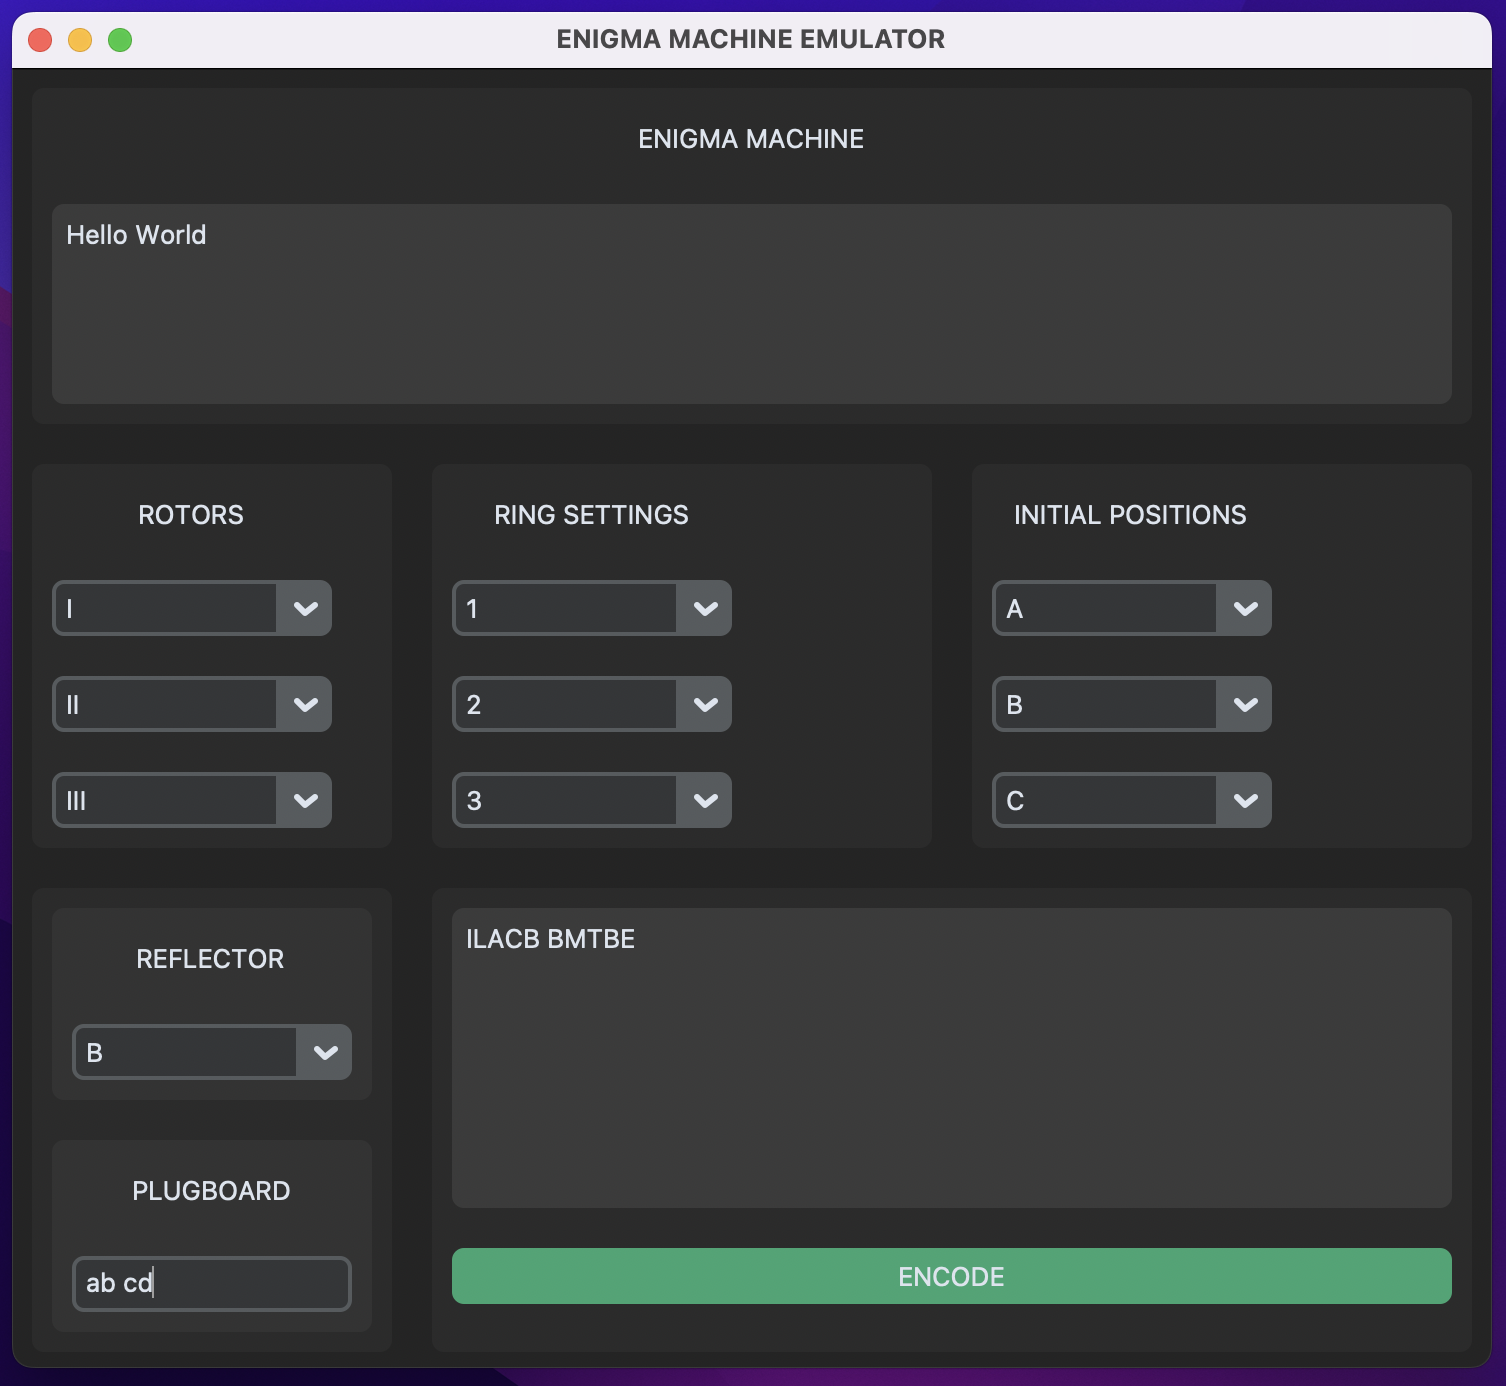 ENIGMA MACHINE EMULATOR
ENIGMA MACHINE
Hello World
ROTORS
I
II
III
RING SETTINGS
1
2
3
INITIAL POSITIONS
A
B
C
REFLECTOR
B
PLUGBOARD
ab cd
ILACB BMTBE
ENCODE